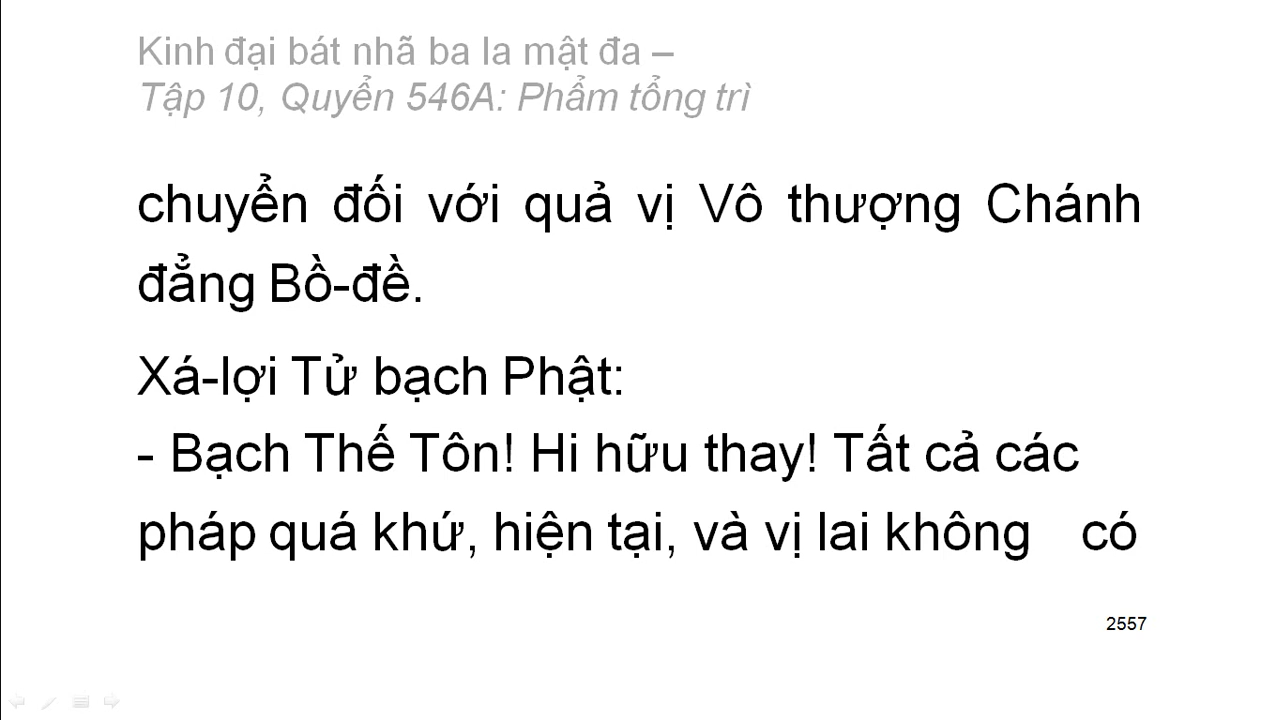 Kinh đại bát nhã ba la mật đa –
Tập 10, Quyển 546A: Phẩm tổng trì
chuyển đối với quả vị Vô thượng Chánh
đẳng Bồ-đề.
Xá-lợi Tử bạch Phật:
- Bạch Thế Tôn! Hi hữu thay! Tất cả các
pháp quá khứ, hiện tại, và vị lai không có
2557